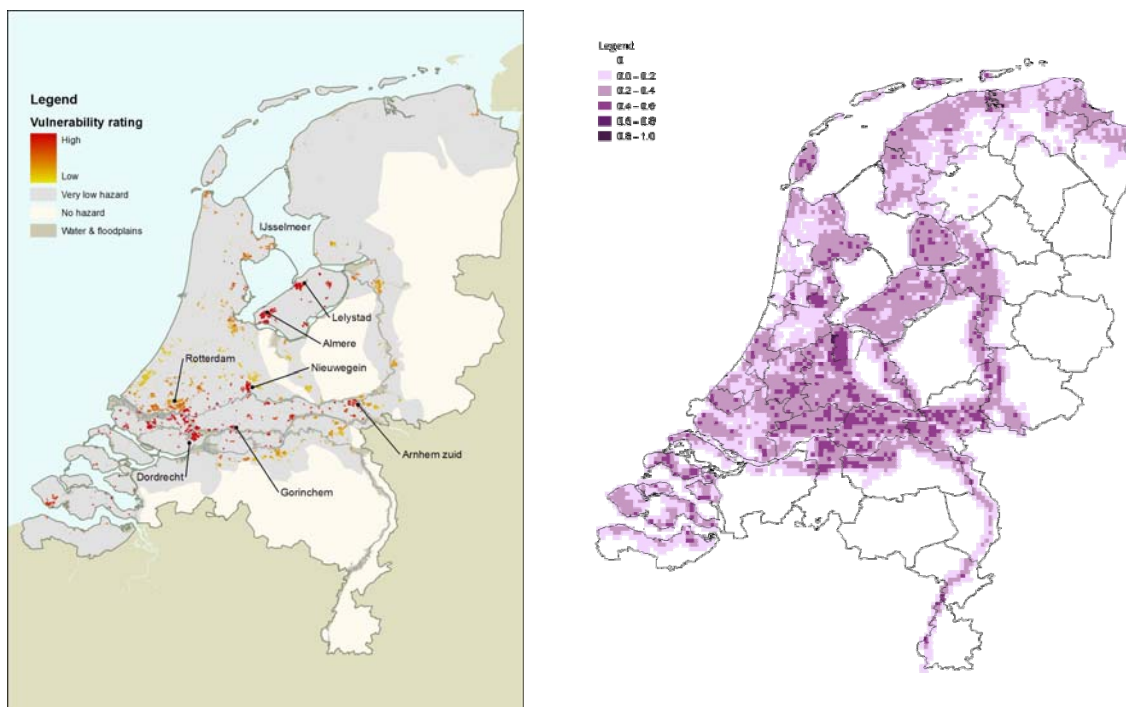 Legend
Vulnerability rating
High
Low
Very low hazard
No hazard
Water & floodplains
IJsselmeer
Lelystad
Almere
Rotterdam
Nieuwegein
Arnhem zuid
Dordrecht
Gorinchem
Legend
0
0.0 - 0.2
0.2 - 0.4
0.4 - 0.6
0.6 - 0.8
0.8 - 1.0